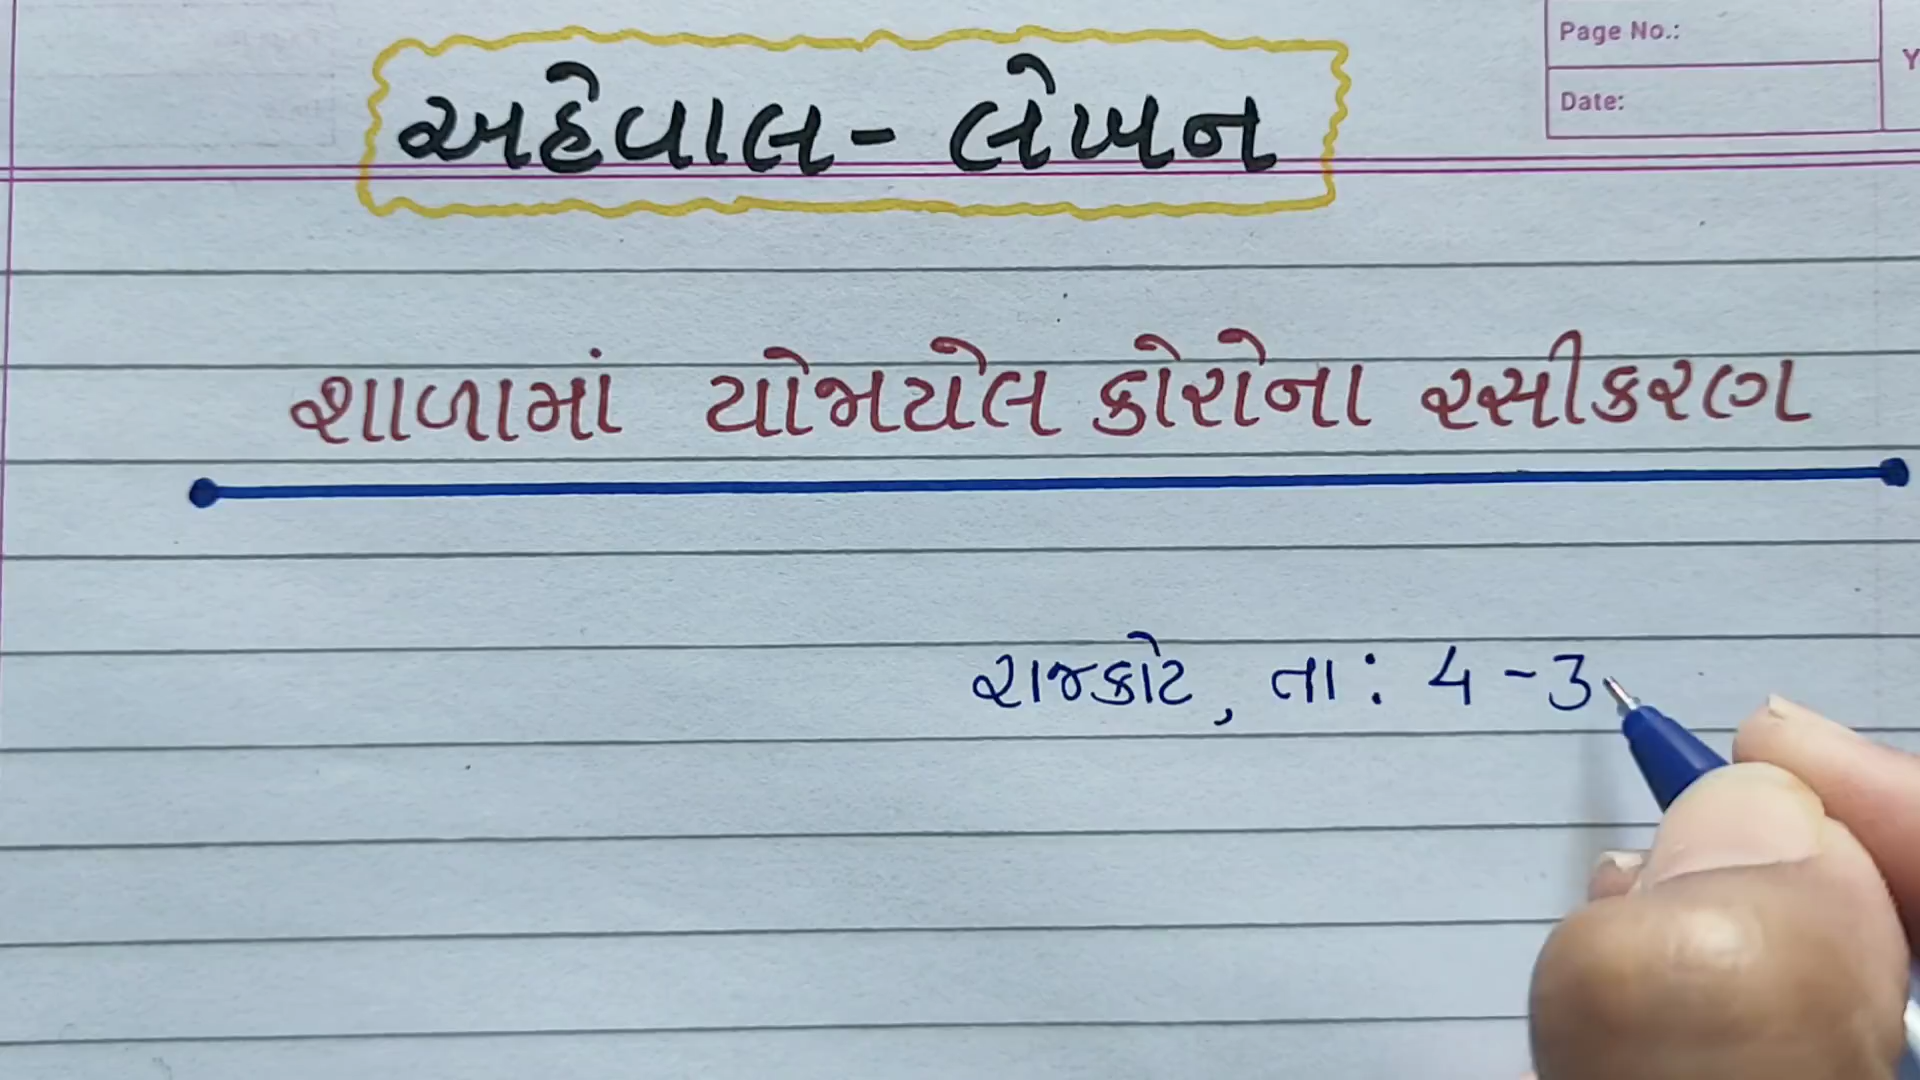 Page No.:
Date:
અહેવાલ - લેખન
શાળામાં યોજાયેલ કોરોના રસીકરણ
રાજકોટ, તા: 4 - 3